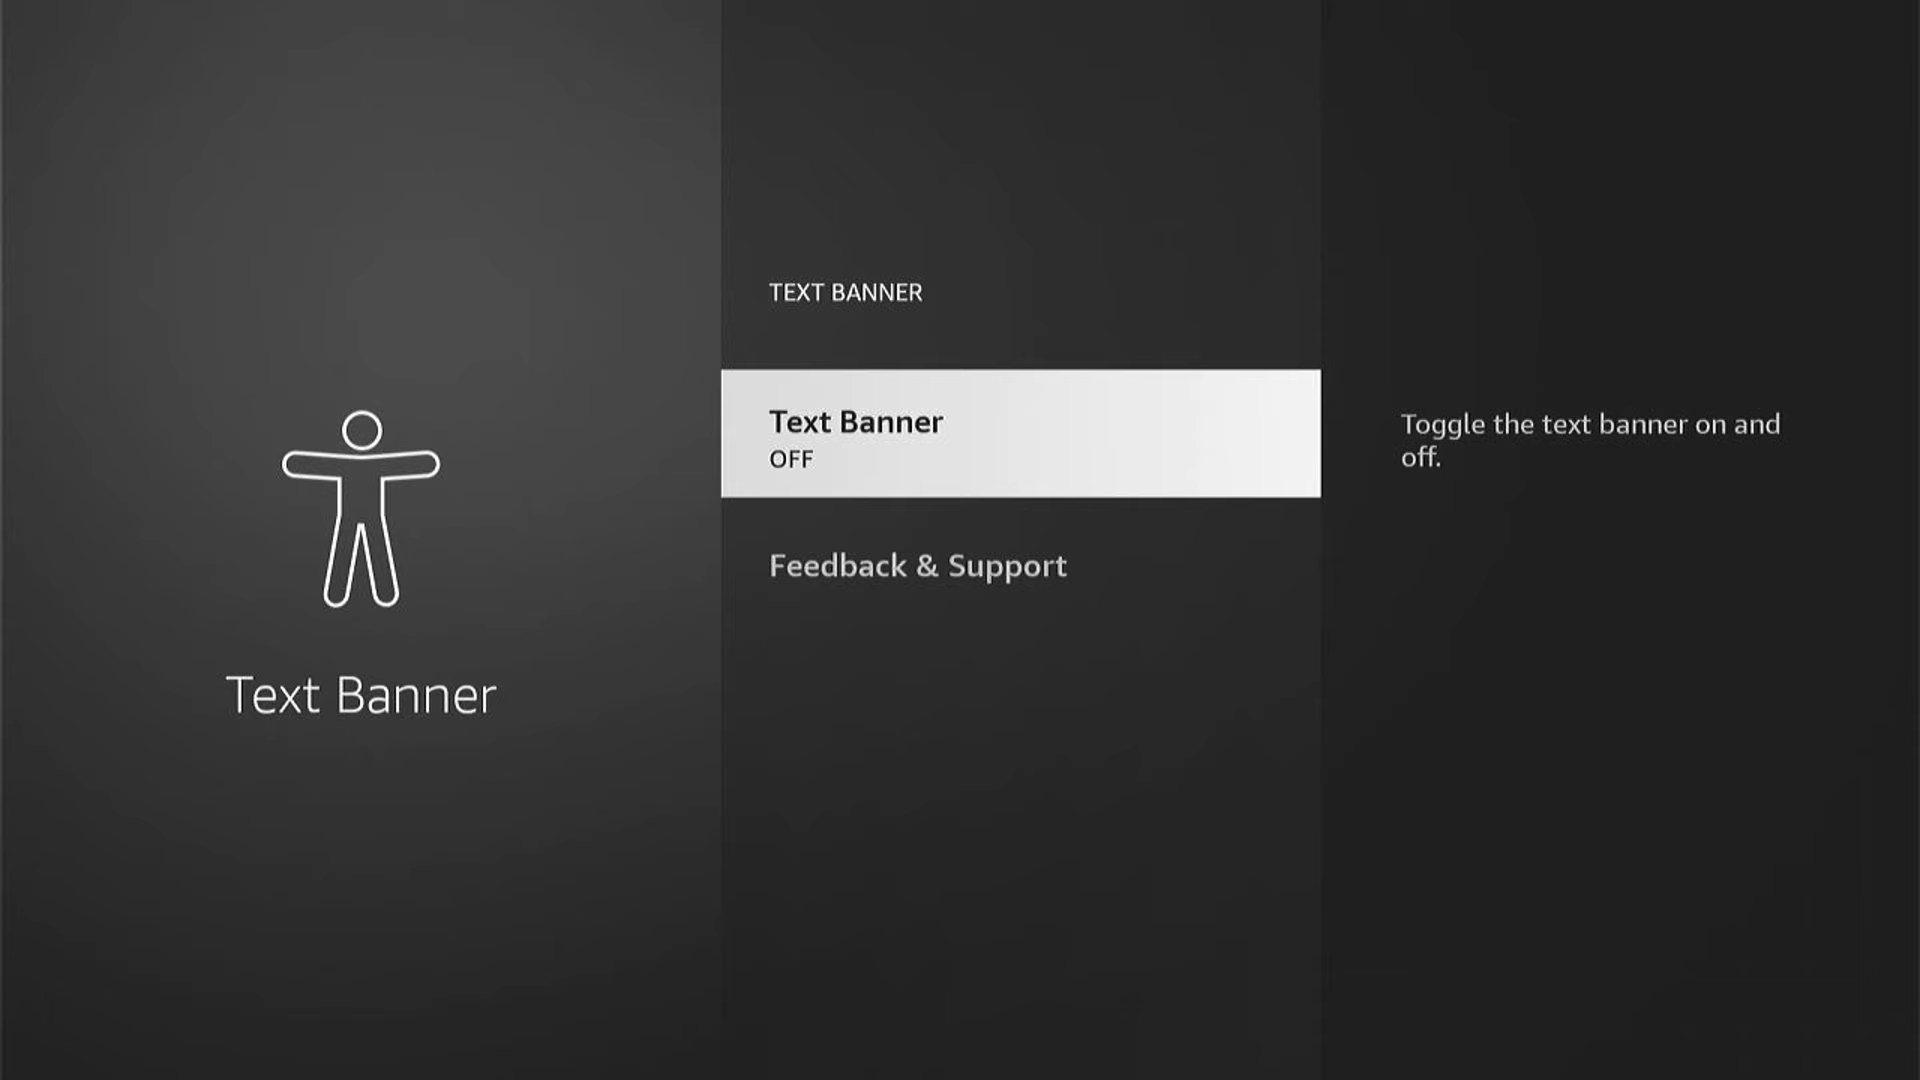 TEXT BANNER
Text Banner
OFF
Toggle the text banner on and
off.
Feedback & Support
Text Banner